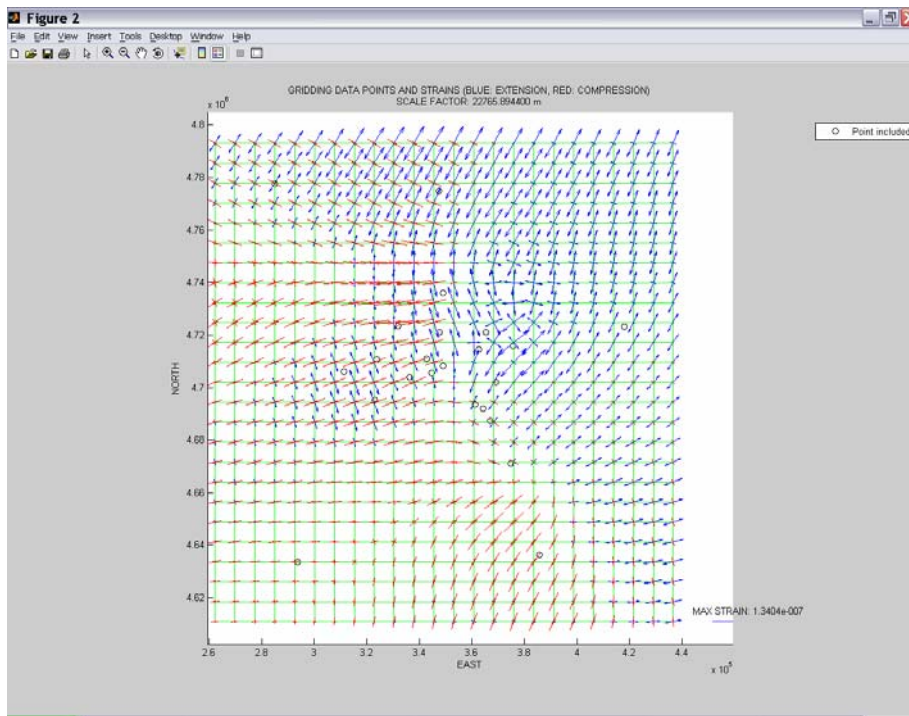 Figure 2
File Edit View Insert Tools Desktop Window Help
GRIDDING DATA POINTS AND STRAINS (BLUE: EXTENSION, RED: COMPRESSION)
SCALE FACTOR: 22765.894400 m
x 10^6
4.8
4.78
4.76
4.74
4.72
4.7
4.68
4.66
4.64
4.62
NORTH
Point included
MAX STRAIN: 1.3404e-007
2.6 2.8 3 3.2 3.4 3.6 3.8 4 4.2 4.4
EAST
x 10^5